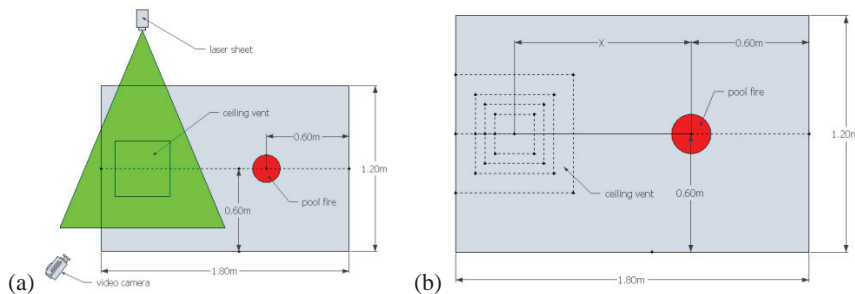 laser sheet
ceiling vent
0.60m
pool fire
0.60m
1.20m
1.80m
video camera
(a)
X
0.60m
pool fire
1.20m
ceiling vent
0.60m
1.80m
(b)